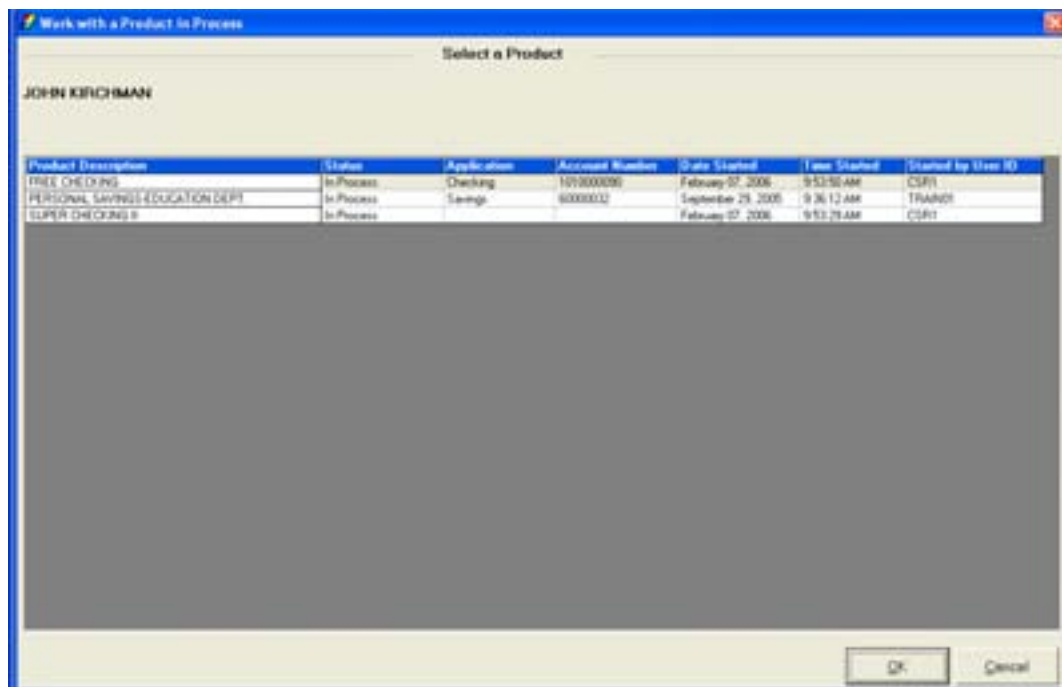 Work with a Product In Process
Select a Product
JOHN KIRCHMAN
Product Description Status Application Account Number Date Started Time Started Started by User ID
FREE CHECKING In Process Checking 1010000090 February 07, 2006 9:53:50 AM CSR1
PERSONAL SAVINGS-EDUCATION DEPT In Process Savings 60000032 September 29, 2005 9:36:12 AM TRAIN01
SUPER CHECKING II In Process February 07, 2006 9:53:29 AM CSR1
OK Cancel